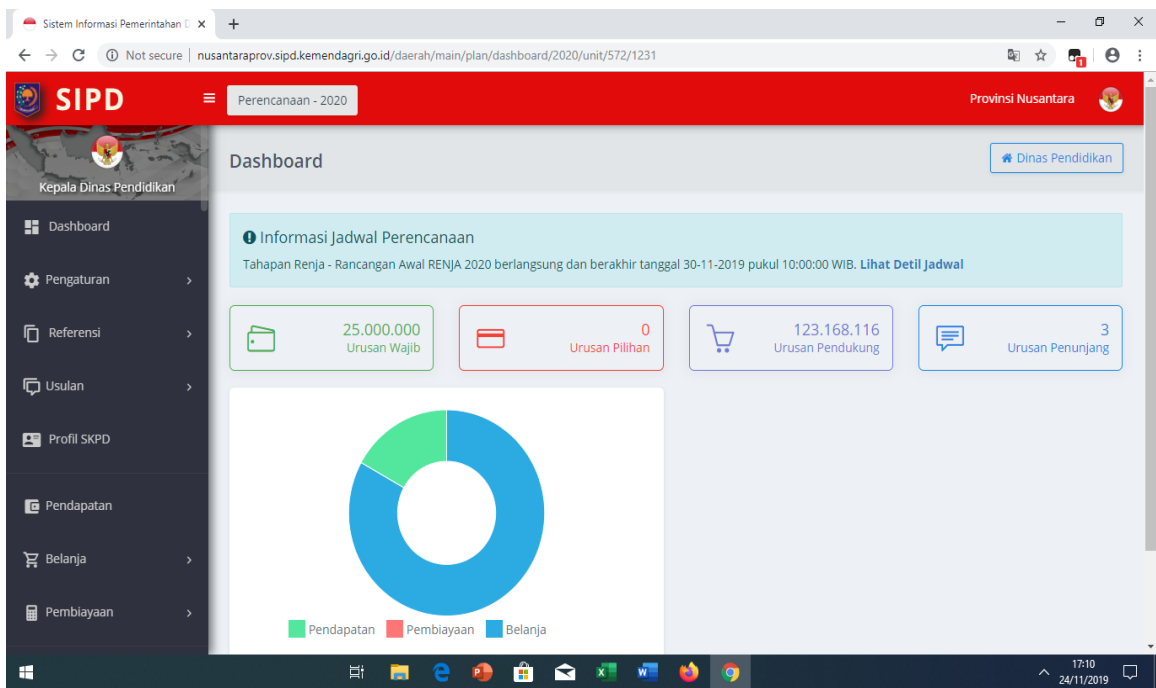 Sistem Informasi Pemerintahan D
Not secure | nusantaraprov.sipd.kemendagri.go.id/daerah/main/plan/dashboard/2020/unit/572/1231
1
SIPD
Perencanaan - 2020
Provinsi Nusantara
Kepala Dinas Pendidikan
Dashboard
Dinas Pendidikan
Dashboard
Pengaturan
Referensi
Usulan
Profil SKPD
Pendapatan
Belanja
Pembiayaan
Informasi Jadwal Perencanaan
Tahapan Renja - Rancangan Awal RENJA 2020 berlangsung dan berakhir tanggal 30-11-2019 pukul 10:00:00 WIB. Lihat Detil Jadwal
25.000.000
Urusan Wajib
0
Urusan Pilihan
123.168.116
Urusan Pendukung
3
Urusan Penunjang
Pendapatan Pembiayaan Belanja
17:10
24/11/2019